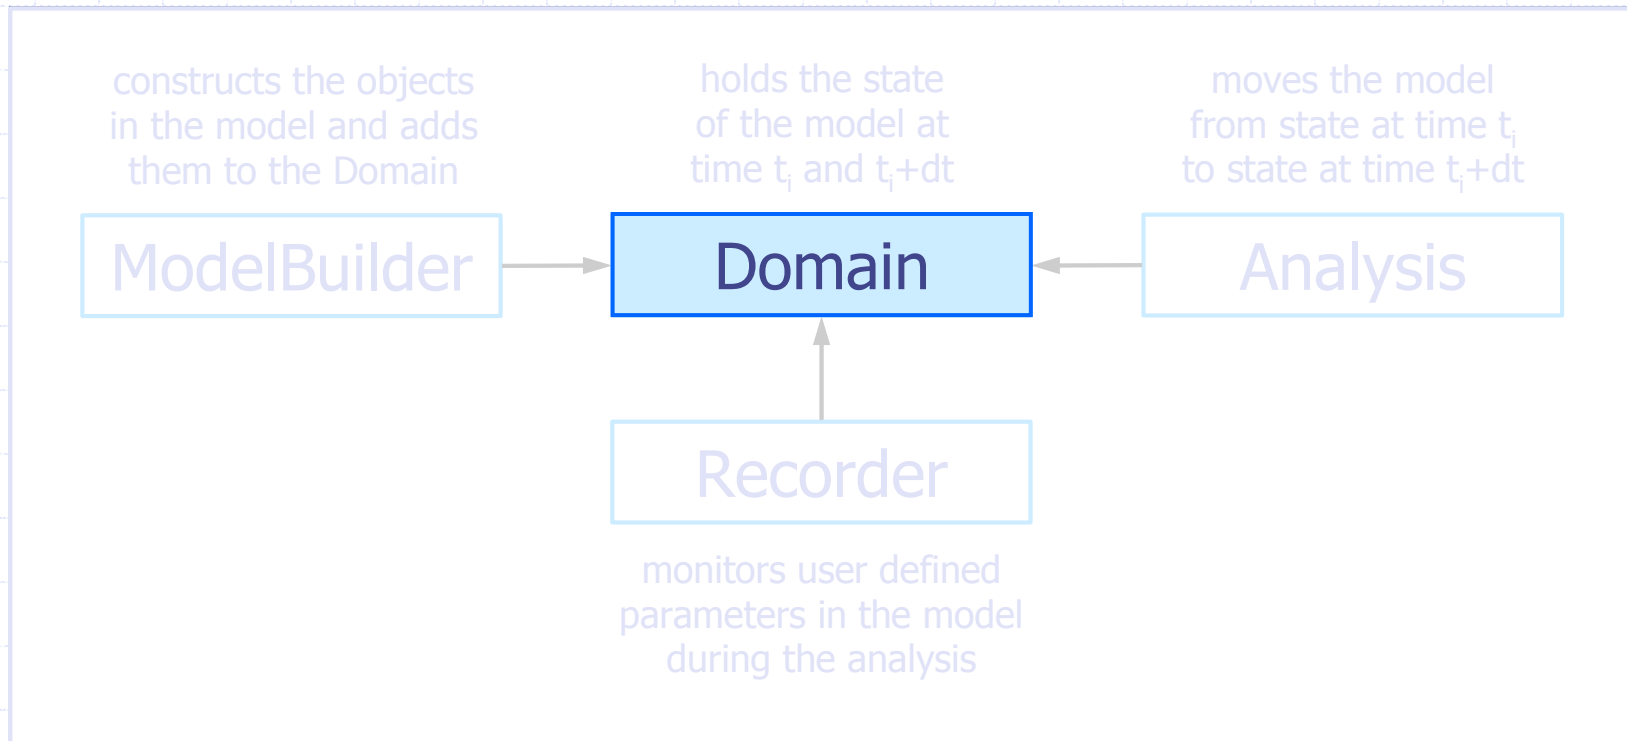 constructs the objects
in the model and adds
them to the Domain
ModelBuilder
holds the state
of the model at
time tᵢ and tᵢ+dt
Domain
moves the model
from state at time tᵢ
to state at time tᵢ+dt
Analysis
Recorder
monitors user defined
parameters in the model
during the analysis